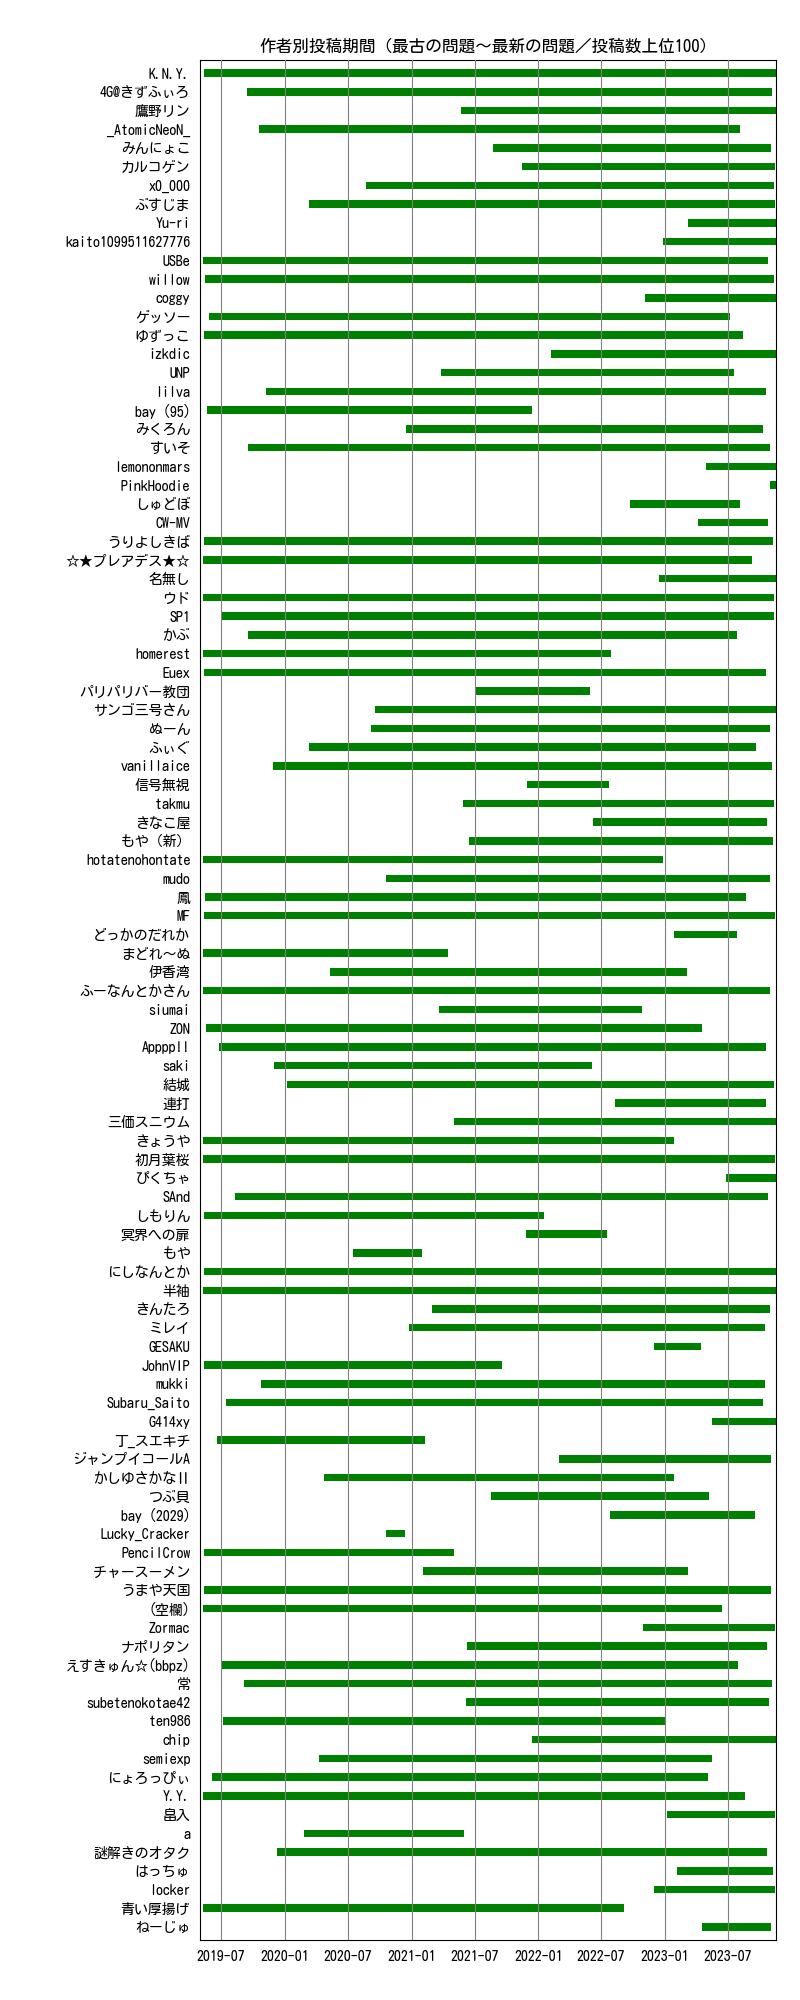 作者別投稿期間（最古の問題～最新の問題／投稿数上位100）
K.N.Y.
4G@きずふぃろ
鷹野リン
_AtomicNeoN_
みんにょこ
カルコゲン
x0_000
ぶすじま
Yu-ri
kaito1099511627776
USBe
willow
coggy
ゲッソー
ゆずっこ
izkdic
UNP
lilva
bay (95)
みくろん
すいそ
lemononmars
PinkHoodie
しゅどぼ
CW-MV
うりよしきば
☆★プレアデス★☆
名無し
ウド
SP1
かぶ
homerest
Euex
パリパリバー教団
サンゴ三号さん
ぬーん
ふぃぐ
vanillaice
信号無視
takmu
きなこ屋
もや（新）
hotatenohontate
mudo
鳳
MF
どっかのだれか
まどれ～ぬ
伊香湾
ふーなんとかさん
siumai
ZON
Appppll
saki
結城
連打
三価スニウム
きょうや
初月葉桜
ぴくちゃ
SAnd
しもりん
冥界への扉
もや
にしなんとか
半袖
きんたろ
ミレイ
GESAKU
JohnVIP
mukki
Subaru_Saito
G414xy
丁_スエキチ
ジャンプイコールA
かしゆさかなII
つぶ貝
bay (2029)
Lucky_Cracker
PencilCrow
チャースーメン
うまや天国
(空欄)
Zormac
ナポリタン
えすきゅん☆(bbpz)
常
subetenokotae42
ten986
chip
semiexp
にょろっぴぃ
Y.Y.
畠入
a
謎解きのオタク
はっちゅ
locker
青い厚揚げ
ねーじゅ
2019-07 2020-01 2020-07 2021-01 2021-07 2022-01 2022-07 2023-01 2023-07